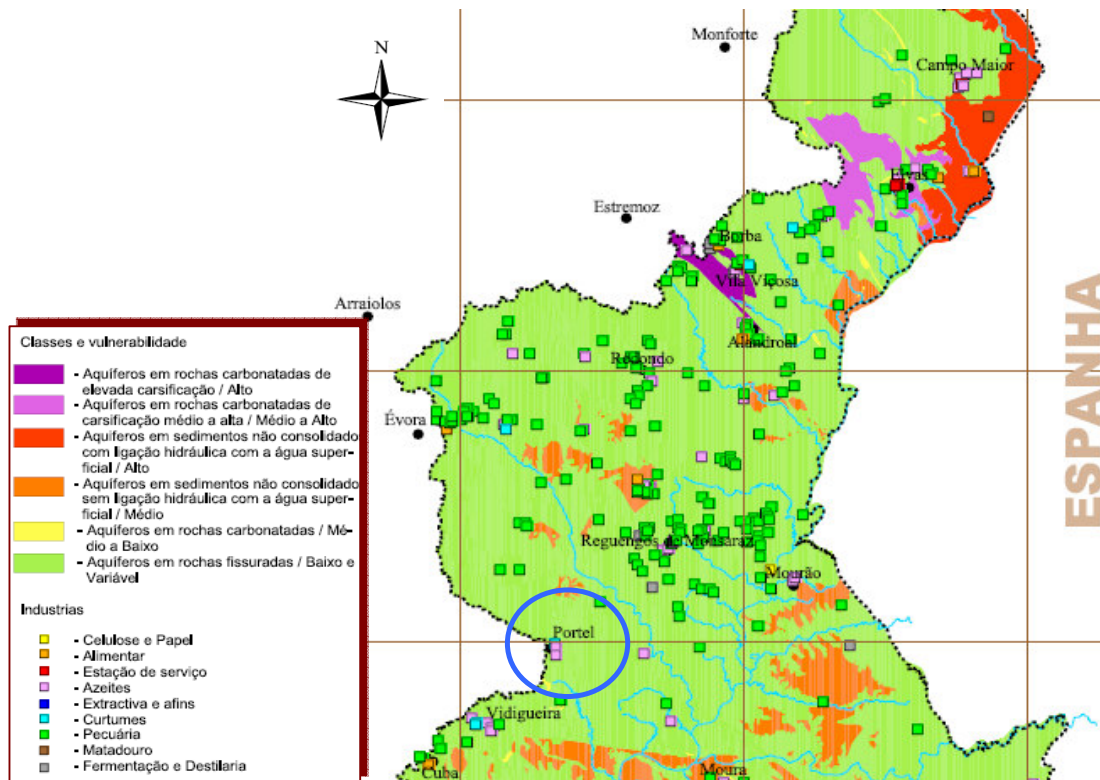 Monforte
N
Campo Maior
Elvas
Estremoz
Borba
Vila Viçosa
Arraiolos
Alandroal
Redondo
Évora
ESPANHA
Reguengos de Monsaraz
Mourão
Portel
Vidigueira
Cuba
Moura
Classes e vulnerabilidade
- Aquíferos em rochas carbonatadas de
elevada carsificação / Alto
- Aquíferos em rochas carbonatadas de
carsificação médio a alta / Médio a Alto
- Aquíferos em sedimentos não consolidado
com ligação hidráulica com a água super-
ficial / Alto
- Aquíferos em sedimentos não consolidado
sem ligação hidráulica com a água super-
ficial / Médio
- Aquíferos em rochas carbonatadas / Mé-
dio a Baixo
- Aquíferos em rochas fissuradas / Baixo e
Variável
Industrias
- Celulose e Papel
- Alimentar
- Estação de serviço
- Azeites
- Extractiva e afins
- Curtumes
- Pecuária
- Matadouro
- Fermentação e Destilaria